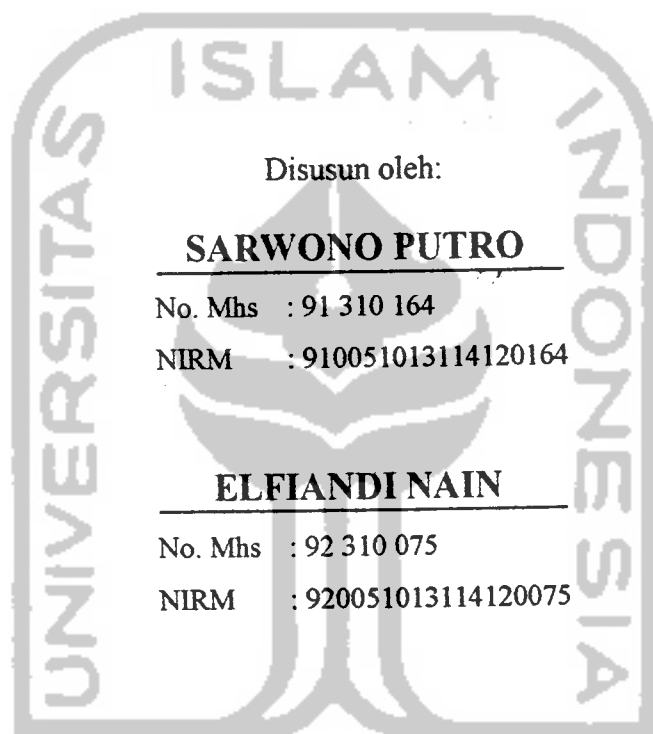 UNIVERSITAS ISLAM INDONESIA
Disusun oleh:
SARWONO PUTRO
No. Mhs : 91 310 164
NIRM : 910051013114120164
ELFIANDI NAIN
No. Mhs : 92 310 075
NIRM : 920051013114120075